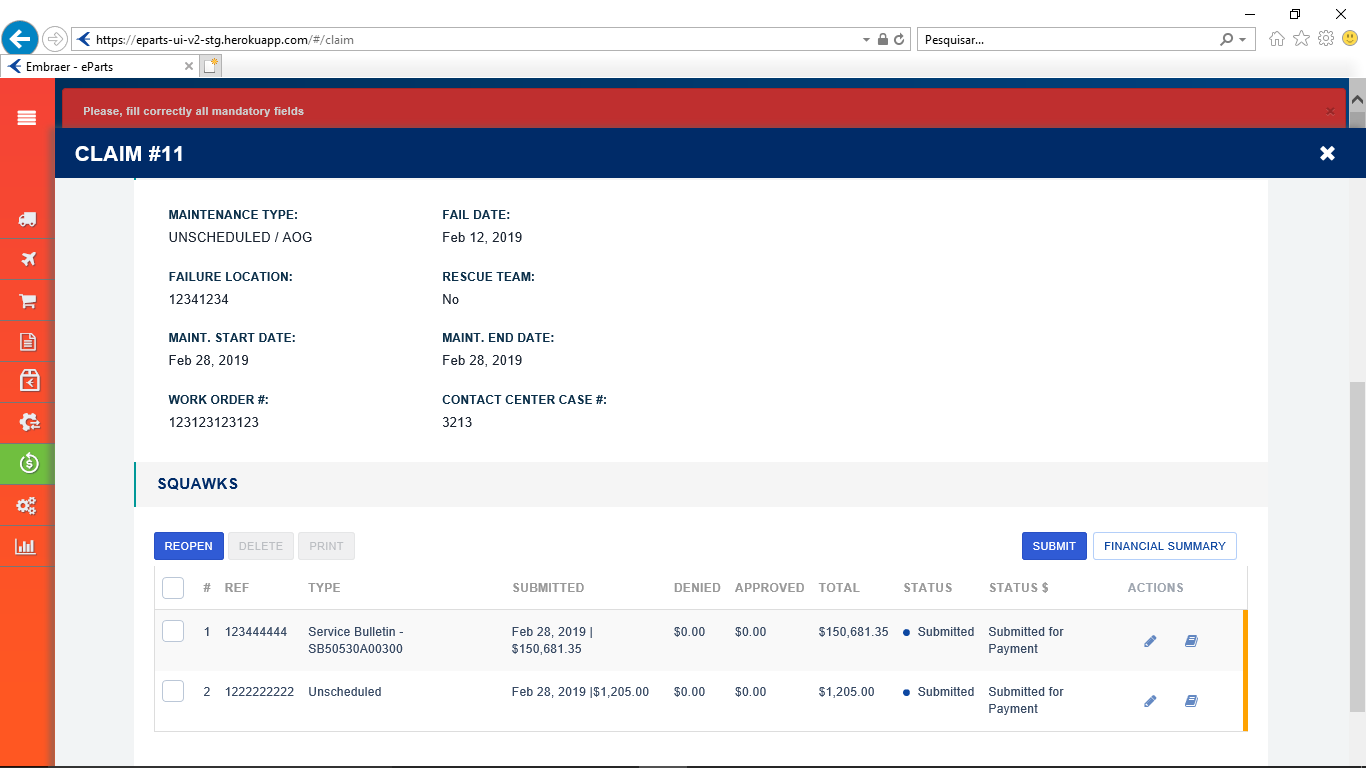 https://eparts-ui-v2-stg.herokuapp.com/#/claim
Pesquisar...
Embraer - eParts
Please, fill correctly all mandatory fields
CLAIM #11
MAINTENANCE TYPE: FAIL DATE:
UNSCHEDULED / AOG Feb 12, 2019
FAILURE LOCATION: RESCUE TEAM:
12341234 No
MAINT. START DATE: MAINT. END DATE:
Feb 28, 2019 Feb 28, 2019
WORK ORDER #: CONTACT CENTER CASE #:
123123123123 3213
SQUAWKS
REOPEN DELETE PRINT SUBMIT FINANCIAL SUMMARY
# REF TYPE SUBMITTED DENIED APPROVED TOTAL STATUS STATUS $ ACTIONS
1 123444444 Service Bulletin - Feb 28, 2019 | $0.00 $0.00 $150,681.35 Submitted Submitted for
SB50530A00300 $150,681.35 Payment
2 1222222222 Unscheduled Feb 28, 2019 |$1,205.00 $0.00 $0.00 $1,205.00 Submitted Submitted for
Payment